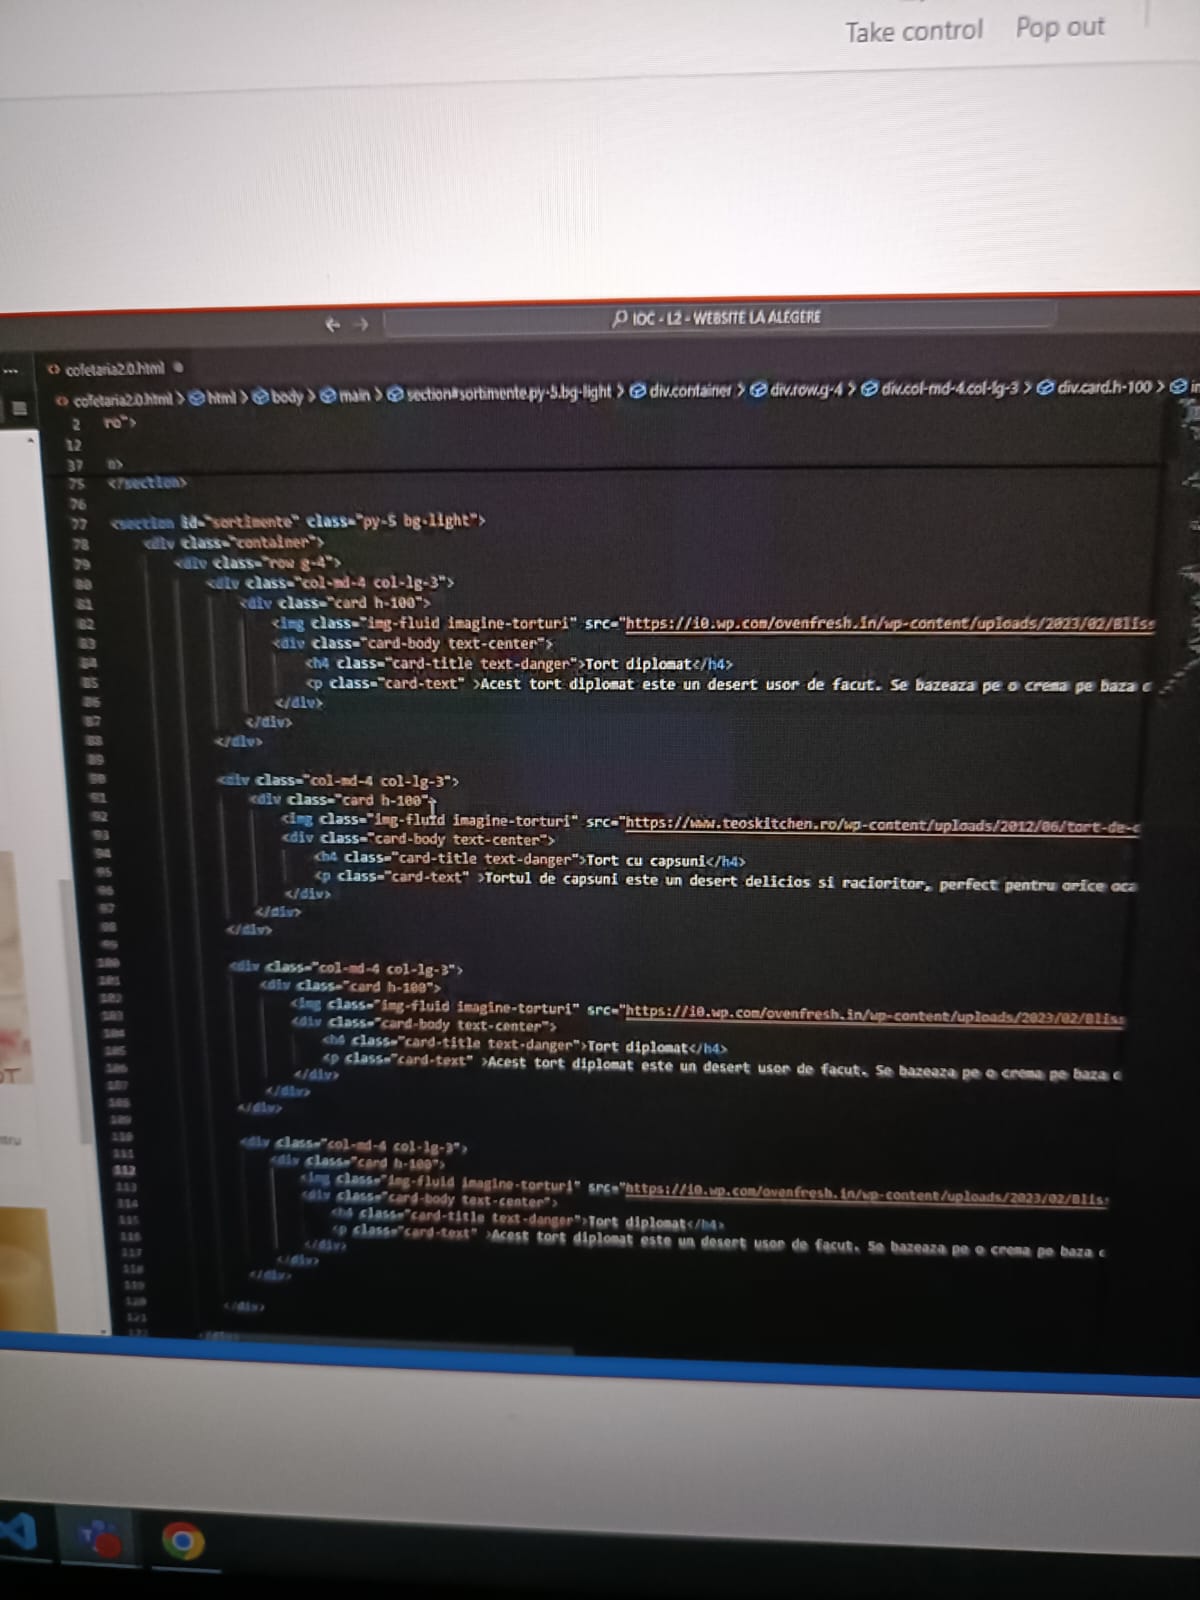 Take control Pop out
IOC - L2 - WEBSITE LA ALEGERE
cofetaria2.0.html
cofetaria2.0.html > html > body > main > section#sortimente.py-5.bg-light > div.container > div.row.g-4 > div.col-md-4.col-lg-3 > div.card.h-100 >
2 ro">
12
37
75 </section>
76
77 <section id="sortimente" class="py-5 bg-light">
78 <div class="container">
79 <div class="row g-4">
80 <div class="col-md-4 col-lg-3">
81 <div class="card h-100">
82 <img class="img-fluid imagine-torturi" src="https://i0.wp.com/ovenfresh.in/wp-content/uploads/2023/02/Bliss
83 <div class="card-body text-center">
84 <h4 class="card-title text-danger">Tort diplomat</h4>
85 <p class="card-text" >Acest tort diplomat este un desert usor de facut. Se bazeaza pe o crema pe baza
86 </div>
87 </div>
88 </div>
89
90 <div class="col-md-4 col-lg-3">
91 <div class="card h-100">
92 <img class="img-fluid imagine-torturi" src="https://www.teoskitchen.ro/wp-content/uploads/2012/06/tort-de-c
93 <div class="card-body text-center">
94 <h4 class="card-title text-danger">Tort cu capsuni</h4>
95 <p class="card-text" >Tortul de capsuni este un desert delicios si racioritor, perfect pentru orice oca
96 </div>
97 </div>
98 </div>
99
100 <div class="col-md-4 col-lg-3">
101 <div class="card h-100">
102 <img class="img-fluid imagine-torturi" src="https://i0.wp.com/ovenfresh.in/wp-content/uploads/2023/02/Bliss
103 <div class="card-body text-center">
104 <h4 class="card-title text-danger">Tort diplomat</h4>
105 <p class="card-text" >Acest tort diplomat este un desert usor de facut. Se bazeaza pe o crema pe baza
106 </div>
107 </div>
108 </div>
109
110 <div class="col-md-4 col-lg-3">
111 <div class="card h-100">
112 <img class="img-fluid imagine-torturi" src="https://i0.wp.com/ovenfresh.in/wp-content/uploads/2023/02/Blis
113 <div class="card-body text-center">
114 <h4 class="card-title text-danger">Tort diplomat</h4>
115 <p class="card-text" >Acest tort diplomat este un desert usor de facut. Se bazeaza pe o crema pe baza
116 </div>
117 </div>
118 </div>
119
120 </div>
121